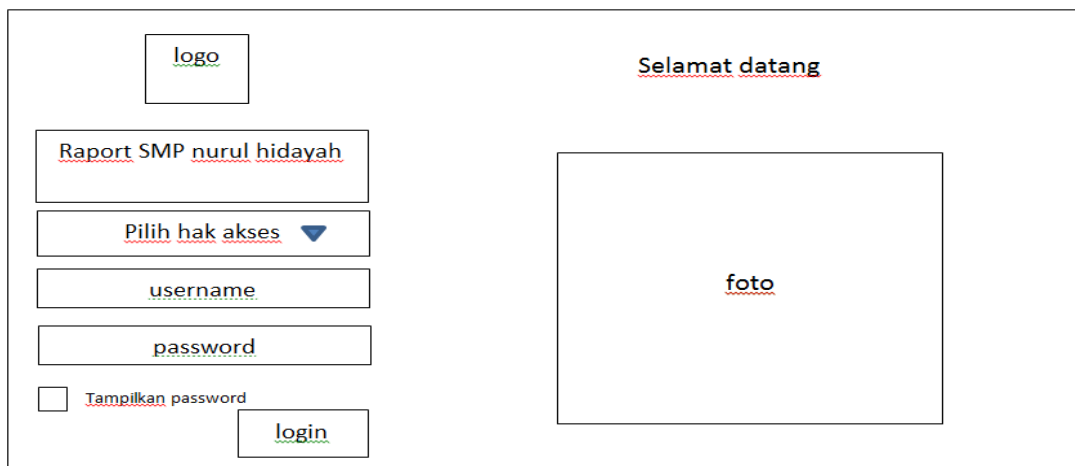 logo
Raport SMP nurul hidayah
Pilih hak akses
username
password
Tampilkan password
login
Selamat datang
foto